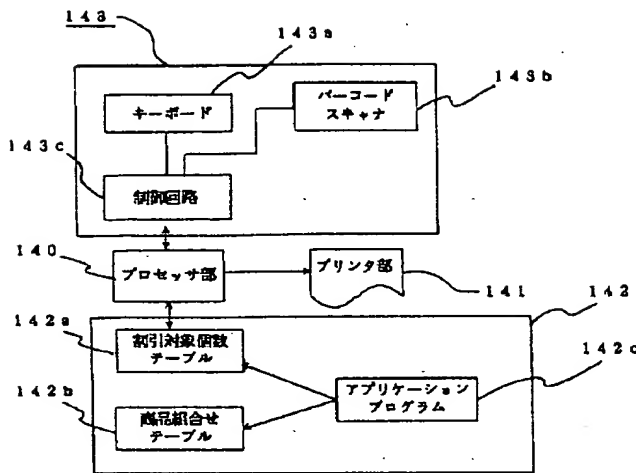 143
143a
キーボード
バーコード
スキャナ
143b
143c
制御回路
140
プロセッサ部
プリンタ部
141
142
142a
割引対象個数
テーブル
142b
商品組合せ
テーブル
アプリケーション
プログラム
142c